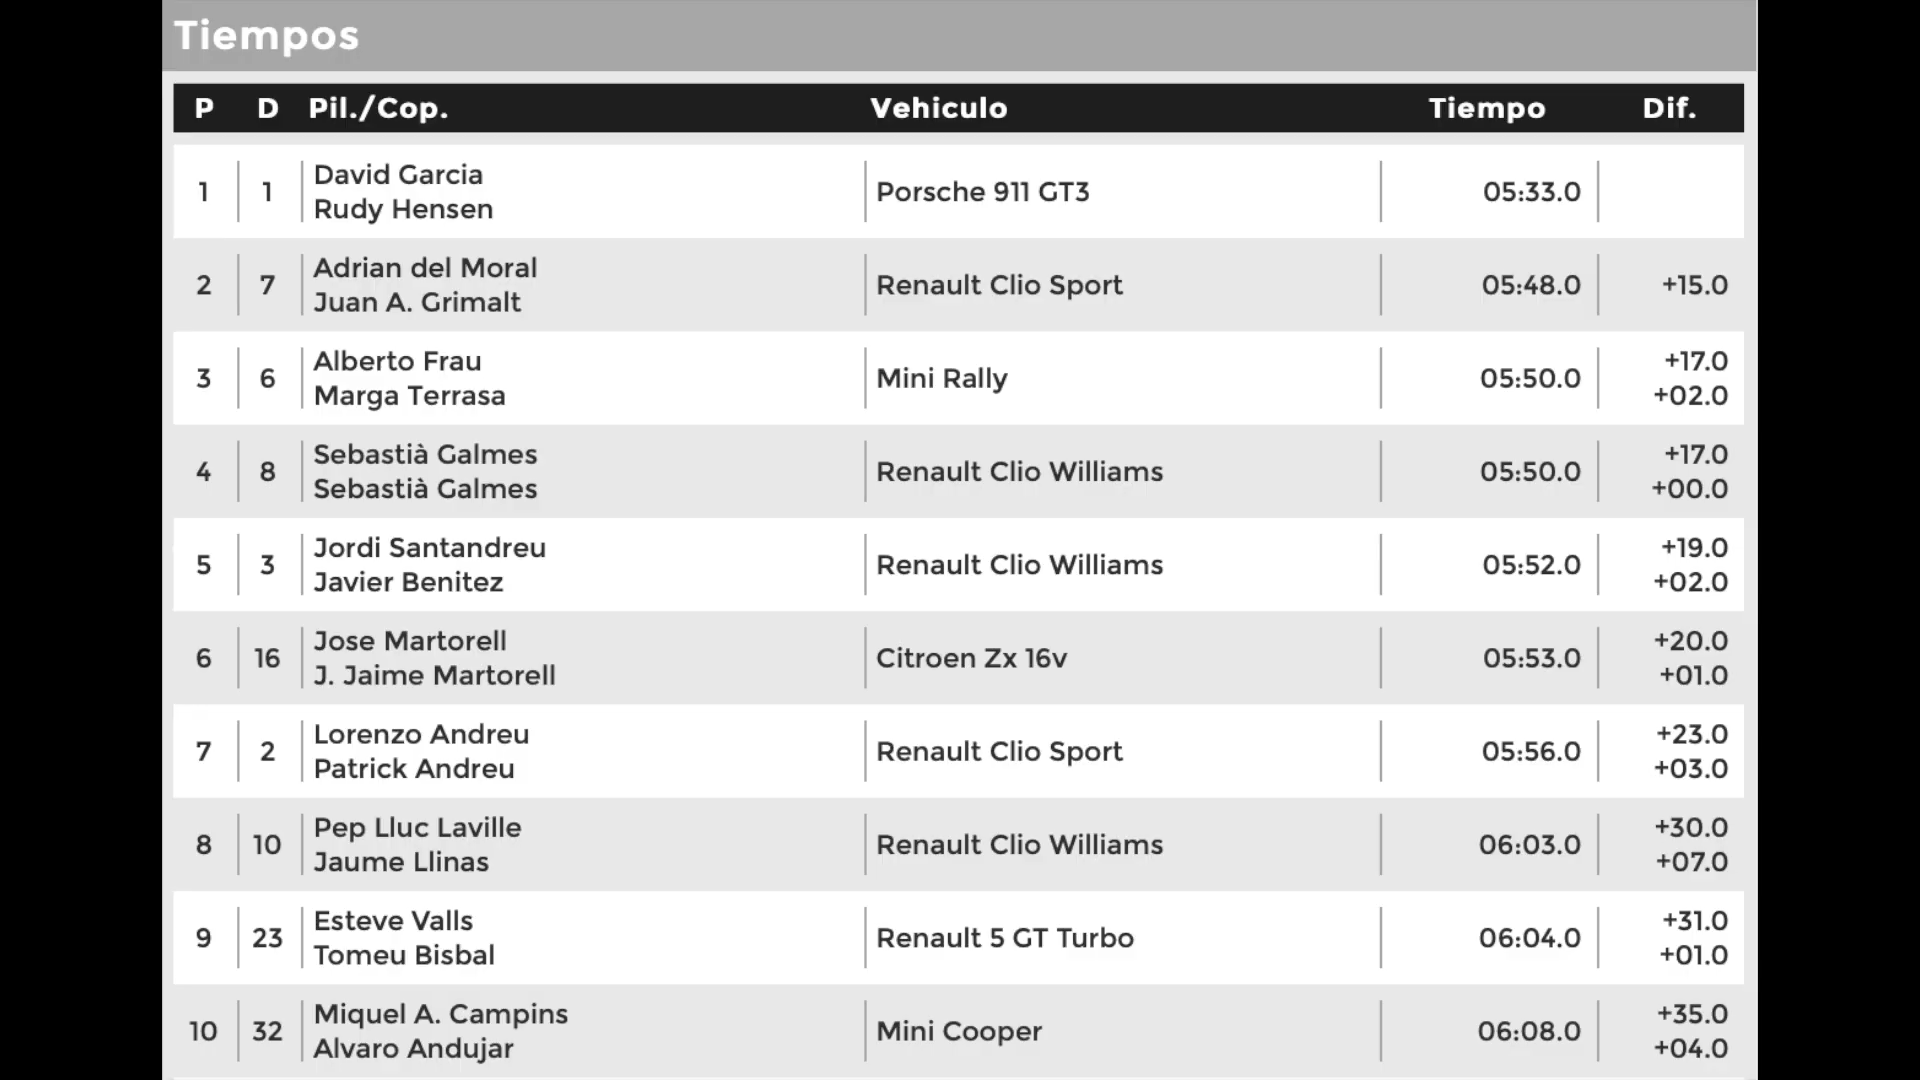 Tiempos
P D Pil./Cop. Vehiculo Tiempo Dif.
1 1 David Garcia Porsche 911 GT3 05:33.0
Rudy Hensen
2 7 Adrian del Moral Renault Clio Sport 05:48.0 +15.0
Juan A. Grimalt
3 6 Alberto Frau Mini Rally 05:50.0 +17.0
Marga Terrasa +02.0
4 8 Sebastià Galmes Renault Clio Williams 05:50.0 +17.0
Sebastià Galmes +00.0
5 3 Jordi Santandreu Renault Clio Williams 05:52.0 +19.0
Javier Benitez +02.0
6 16 Jose Martorell Citroen Zx 16v 05:53.0 +20.0
J. Jaime Martorell +01.0
7 2 Lorenzo Andreu Renault Clio Sport 05:56.0 +23.0
Patrick Andreu +03.0
8 10 Pep Lluc Laville Renault Clio Williams 06:03.0 +30.0
Jaume Llinas +07.0
9 23 Esteve Valls Renault 5 GT Turbo 06:04.0 +31.0
Tomeu Bisbal +01.0
10 32 Miquel A. Campins Mini Cooper 06:08.0 +35.0
Alvaro Andujar +04.0